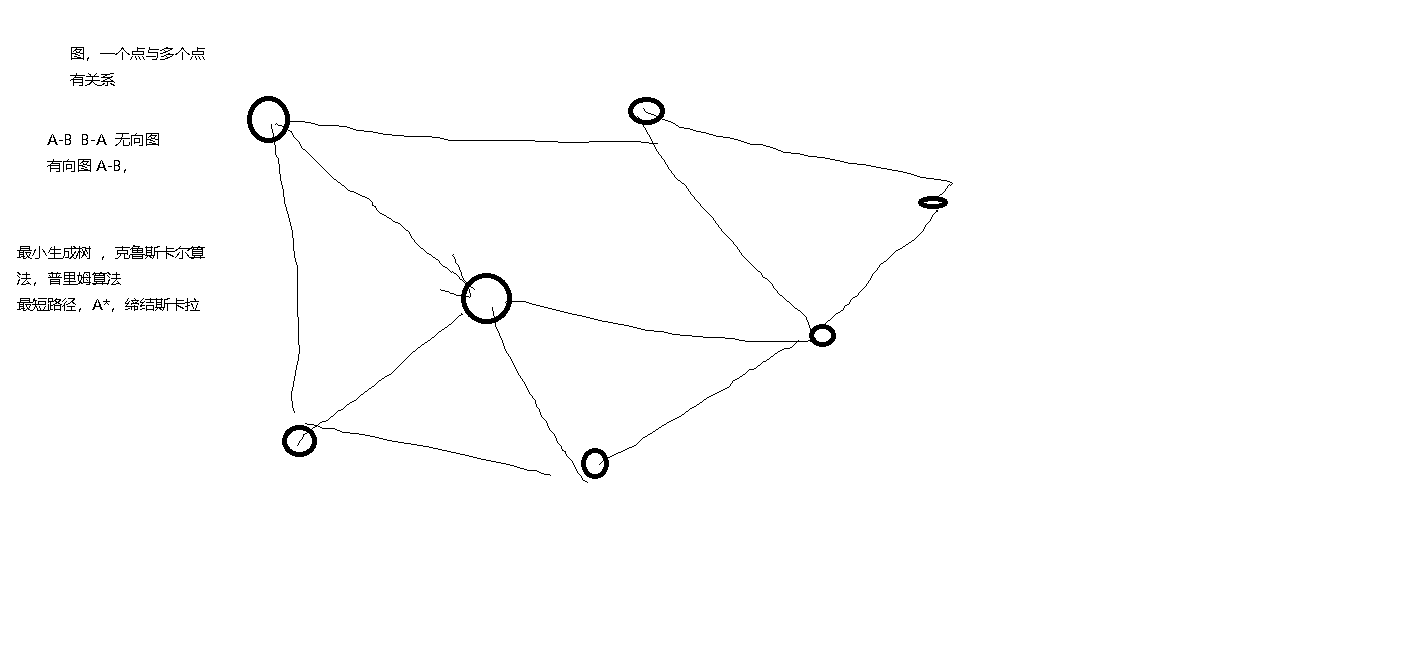 图，一个点与多个点
有关系
A-B B-A 无向图
有向图 A-B，
最小生成树 ，克鲁斯卡尔算
法，普里姆算法
最短路径，A*，缔结斯卡拉